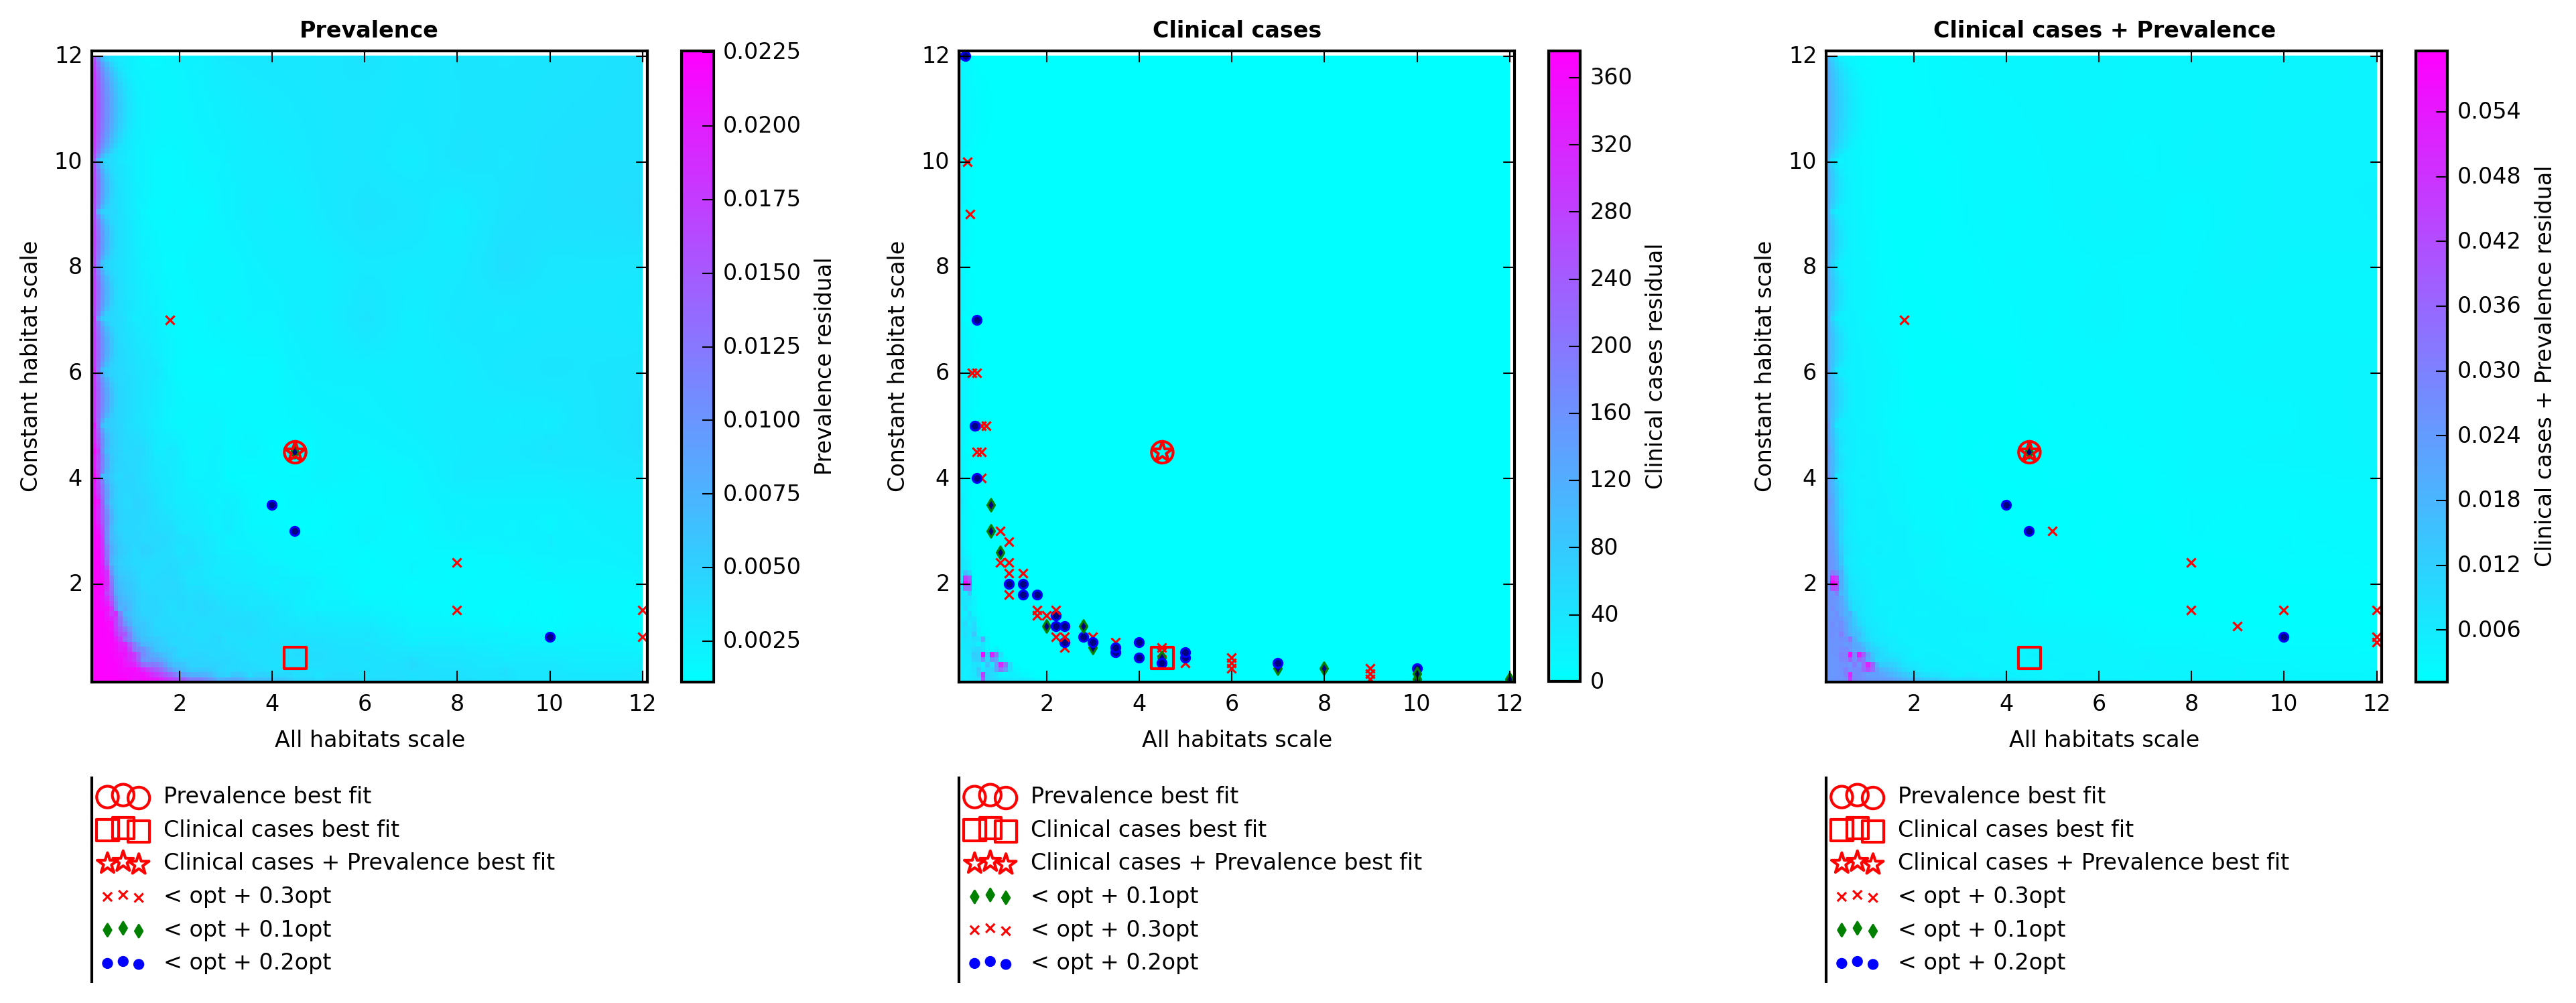 Prevalence
12
10
8
6
4
2
Constant habitat scale
2 4 6 8 10 12
All habitats scale
0.0225
0.0200
0.0175
0.0150
0.0125
0.0100
0.0075
0.0050
0.0025
Prevalence residual
Prevalence best fit
Clinical cases best fit
Clinical cases + Prevalence best fit
< opt + 0.3opt
< opt + 0.1opt
< opt + 0.2opt
Clinical cases
12
10
8
6
4
2
Constant habitat scale
2 4 6 8 10 12
All habitats scale
360
320
280
240
200
160
120
80
40
0
Clinical cases residual
Prevalence best fit
Clinical cases best fit
Clinical cases + Prevalence best fit
< opt + 0.1opt
< opt + 0.3opt
< opt + 0.2opt
Clinical cases + Prevalence
12
10
8
6
4
2
Constant habitat scale
2 4 6 8 10 12
All habitats scale
0.054
0.048
0.042
0.036
0.030
0.024
0.018
0.012
0.006
Clinical cases + Prevalence residual
Prevalence best fit
Clinical cases best fit
Clinical cases + Prevalence best fit
< opt + 0.3opt
< opt + 0.1opt
< opt + 0.2opt